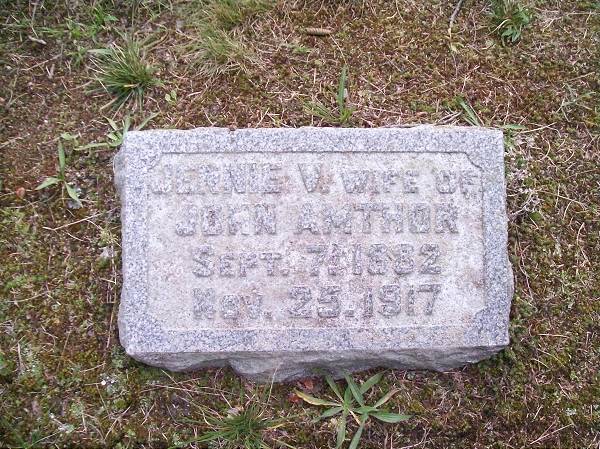 JENNIE V. WIFE OF
JOHN AMTHOR
SEPT. 7, 1882
NOV. 25, 1917